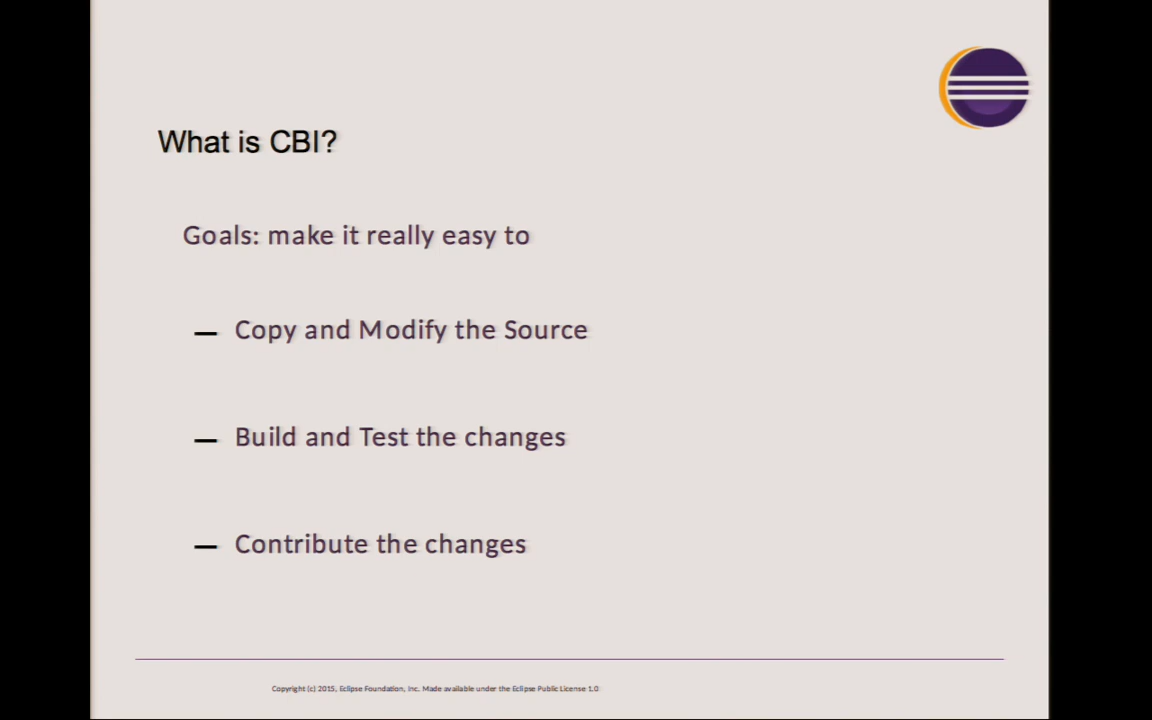 What is CBI?
Goals: make it really easy to
— Copy and Modify the Source
— Build and Test the changes
— Contribute the changes
Copyright (c) 2015, Eclipse Foundation, Inc. Made available under the Eclipse Public License 1.0